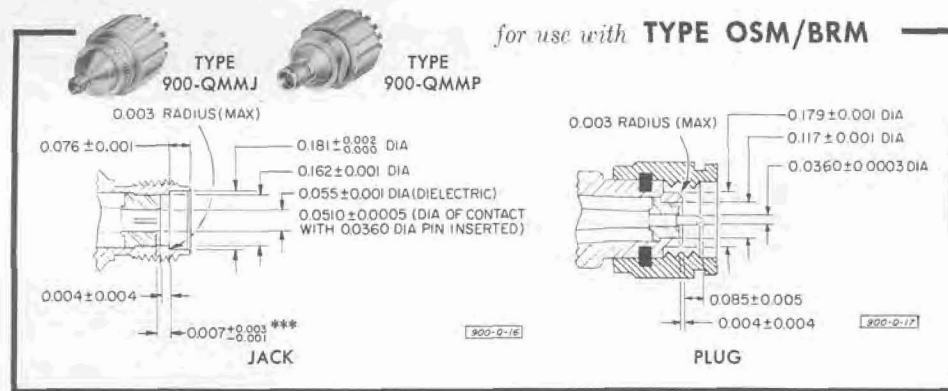 for use with TYPE OSM/BRM
TYPE
900-QMMJ
TYPE
900-QMMP
0.003 RADIUS (MAX)
0.076 ±0.001
0.181 +0.002 -0.000 DIA
0.162 ±0.001 DIA
0.055 ±0.001 DIA (DIELECTRIC)
0.0510 ±0.0005 (DIA OF CONTACT
WITH 0.0360 DIA PIN INSERTED)
0.004 ±0.004
0.007 +0.003 -0.001 ***
900-Q-16
JACK
0.003 RADIUS (MAX)
0.179 ±0.001 DIA
0.117 ±0.001 DIA
0.0360 ±0.0003 DIA
0.085 ±0.005
0.004 ±0.004
900-Q-17
PLUG